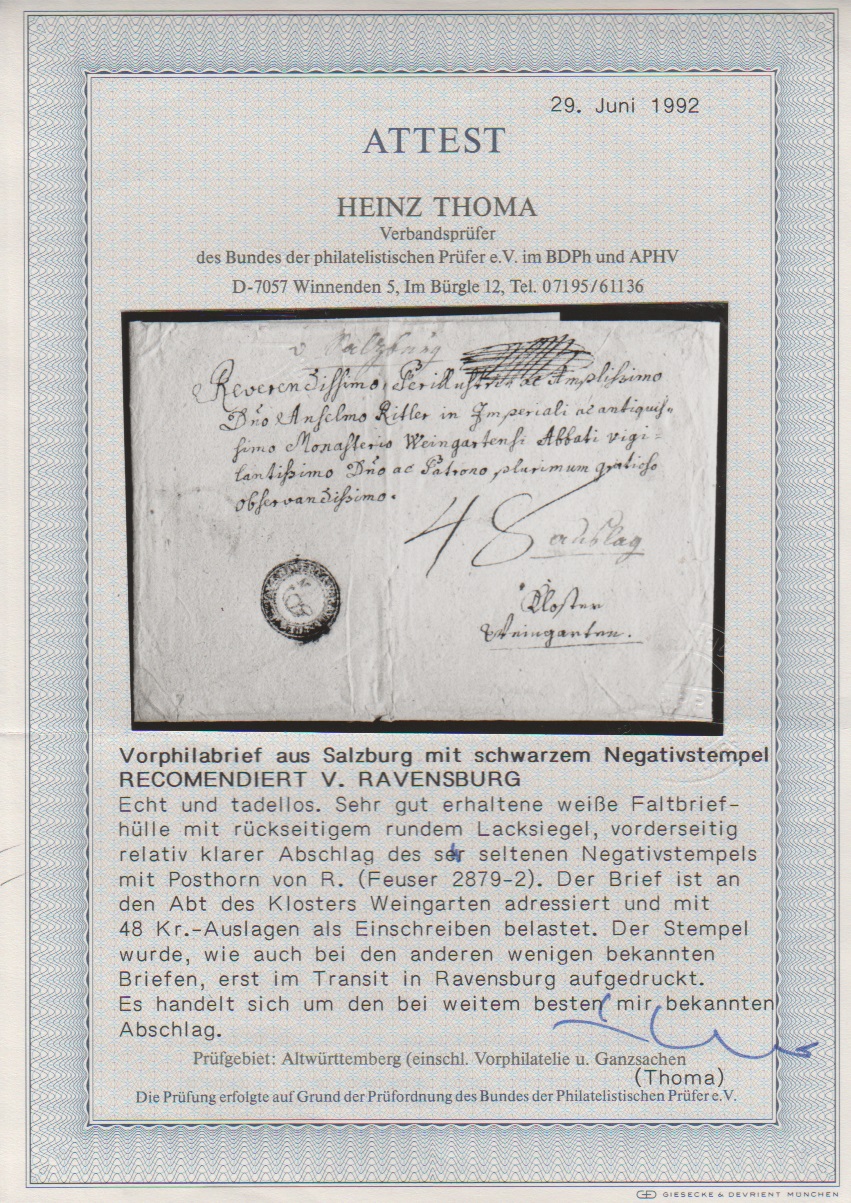 29. Juni 1992
ATTEST
HEINZ THOMA
Verbandsprüfer
des Bundes der philatelistischen Prüfer e.V. im BDPh und APHV
D-7057 Winnenden 5, Im Bürgle 12, Tel. 07195/61136
v Salzburg
Reverendissimo, Perillustri ac Amplissimo
Dño Anselmo Ritler in Imperiali ac antiquis-
simo Monasterio Weingartensi Abbati vigi-
lantissimo Dño ac Patrono plurimum gratioso
observandissimo.
48
Closter
Weingarten.
Vorphilabrief aus Salzburg mit schwarzem Negativstempel
RECOMENDIERT V. RAVENSBURG
Echt und tadellos. Sehr gut erhaltene weiße Faltbrief-
hülle mit rückseitigem rundem Lacksiegel, vorderseitig
relativ klarer Abschlag des sehr seltenen Negativstempels
mit Posthorn von R. (Feuser 2879-2). Der Brief ist an
den Abt des Klosters Weingarten adressiert und mit
48 Kr.-Auslagen als Einschreiben belastet. Der Stempel
wurde, wie auch bei den anderen wenigen bekannten
Briefen, erst im Transit in Ravensburg aufgedruckt.
Es handelt sich um den bei weitem besten mir bekannten
Abschlag.
Prüfgebiet: Altwürttemberg (einschl. Vorphilatelie u. Ganzsachen
(Thoma)
Die Prüfung erfolgte auf Grund der Prüfordnung des Bundes der Philatelistischen Prüfer e.V.
GIESECKE & DEVRIENT MÜNCHEN